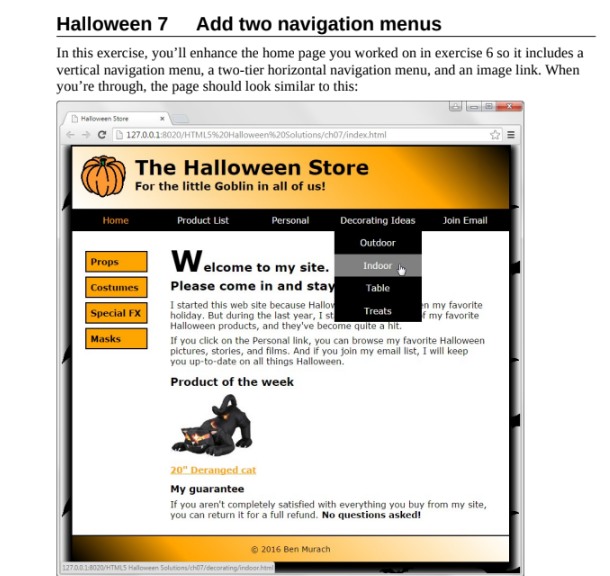 Halloween 7 Add two navigation menus
In this exercise, you'll enhance the home page you worked on in exercise 6 so it includes a
vertical navigation menu, a two-tier horizontal navigation menu, and an image link. When
you're through, the page should look similar to this:
Halloween Store
127.0.0.1:8020/HTML5%20Halloween%20Solutions/ch07/index.html
The Halloween Store
For the little Goblin in all of us!
Home Product List Personal Decorating Ideas Join Email
Outdoor
Indoor
Table
Treats
Props
Costumes
Special FX
Masks
Welcome to my site.
Please come in and stay
I started this web site because Hallow en my favorite
holiday. But during the last year, I st of my favorite
Halloween products, and they've become quite a hit.
If you click on the Personal link, you can browse my favorite Halloween
pictures, stories, and films. And if you join my email list, I will keep
you up-to-date on all things Halloween.
Product of the week
20" Deranged cat
My guarantee
If you aren't completely satisfied with everything you buy from my site,
you can return it for a full refund. No questions asked!
© 2016 Ben Murach
127.0.0.1:8020/HTML5 Halloween Solutions/ch07/decorating/indoor.html